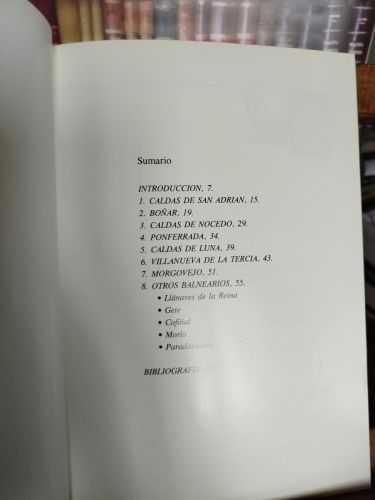 Sumario
INTRODUCCION, 7.
1. CALDAS DE SAN ADRIAN, 15.
2. BOÑAR, 19.
3. CALDAS DE NOCEDO, 29.
4. PONFERRADA, 34.
5. CALDAS DE LUNA, 39.
6. VILLANUEVA DE LA TERCIA, 43.
7. MORGOVEJO, 51.
8. OTROS BALNEARIOS, 55.
• Llánaves de la Reina
• Gete
• Cofiñal
• Morla
• Paradasolana
BIBLIOGRAFIA,